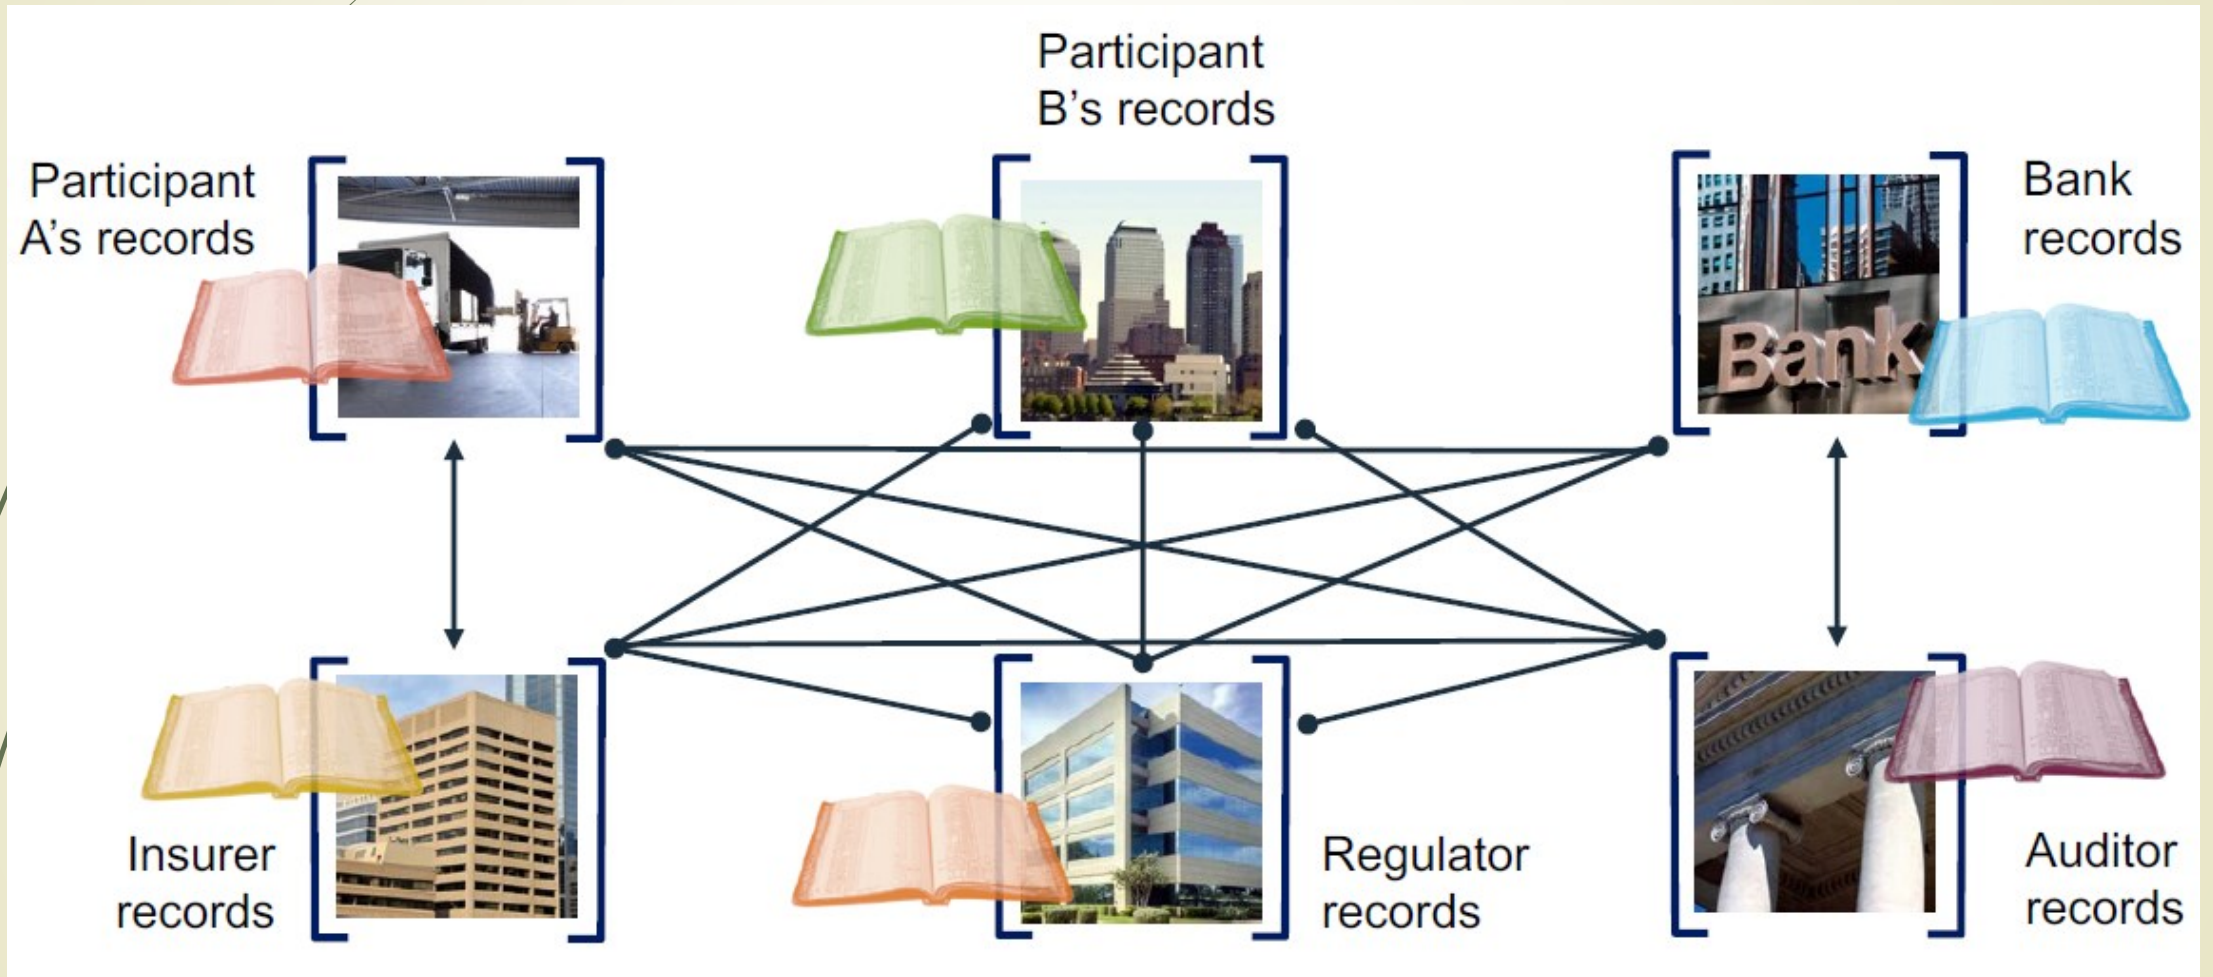 Participant
B's records
Participant
A's records
Bank
records
Bank
Insurer
records
Regulator
records
Auditor
records